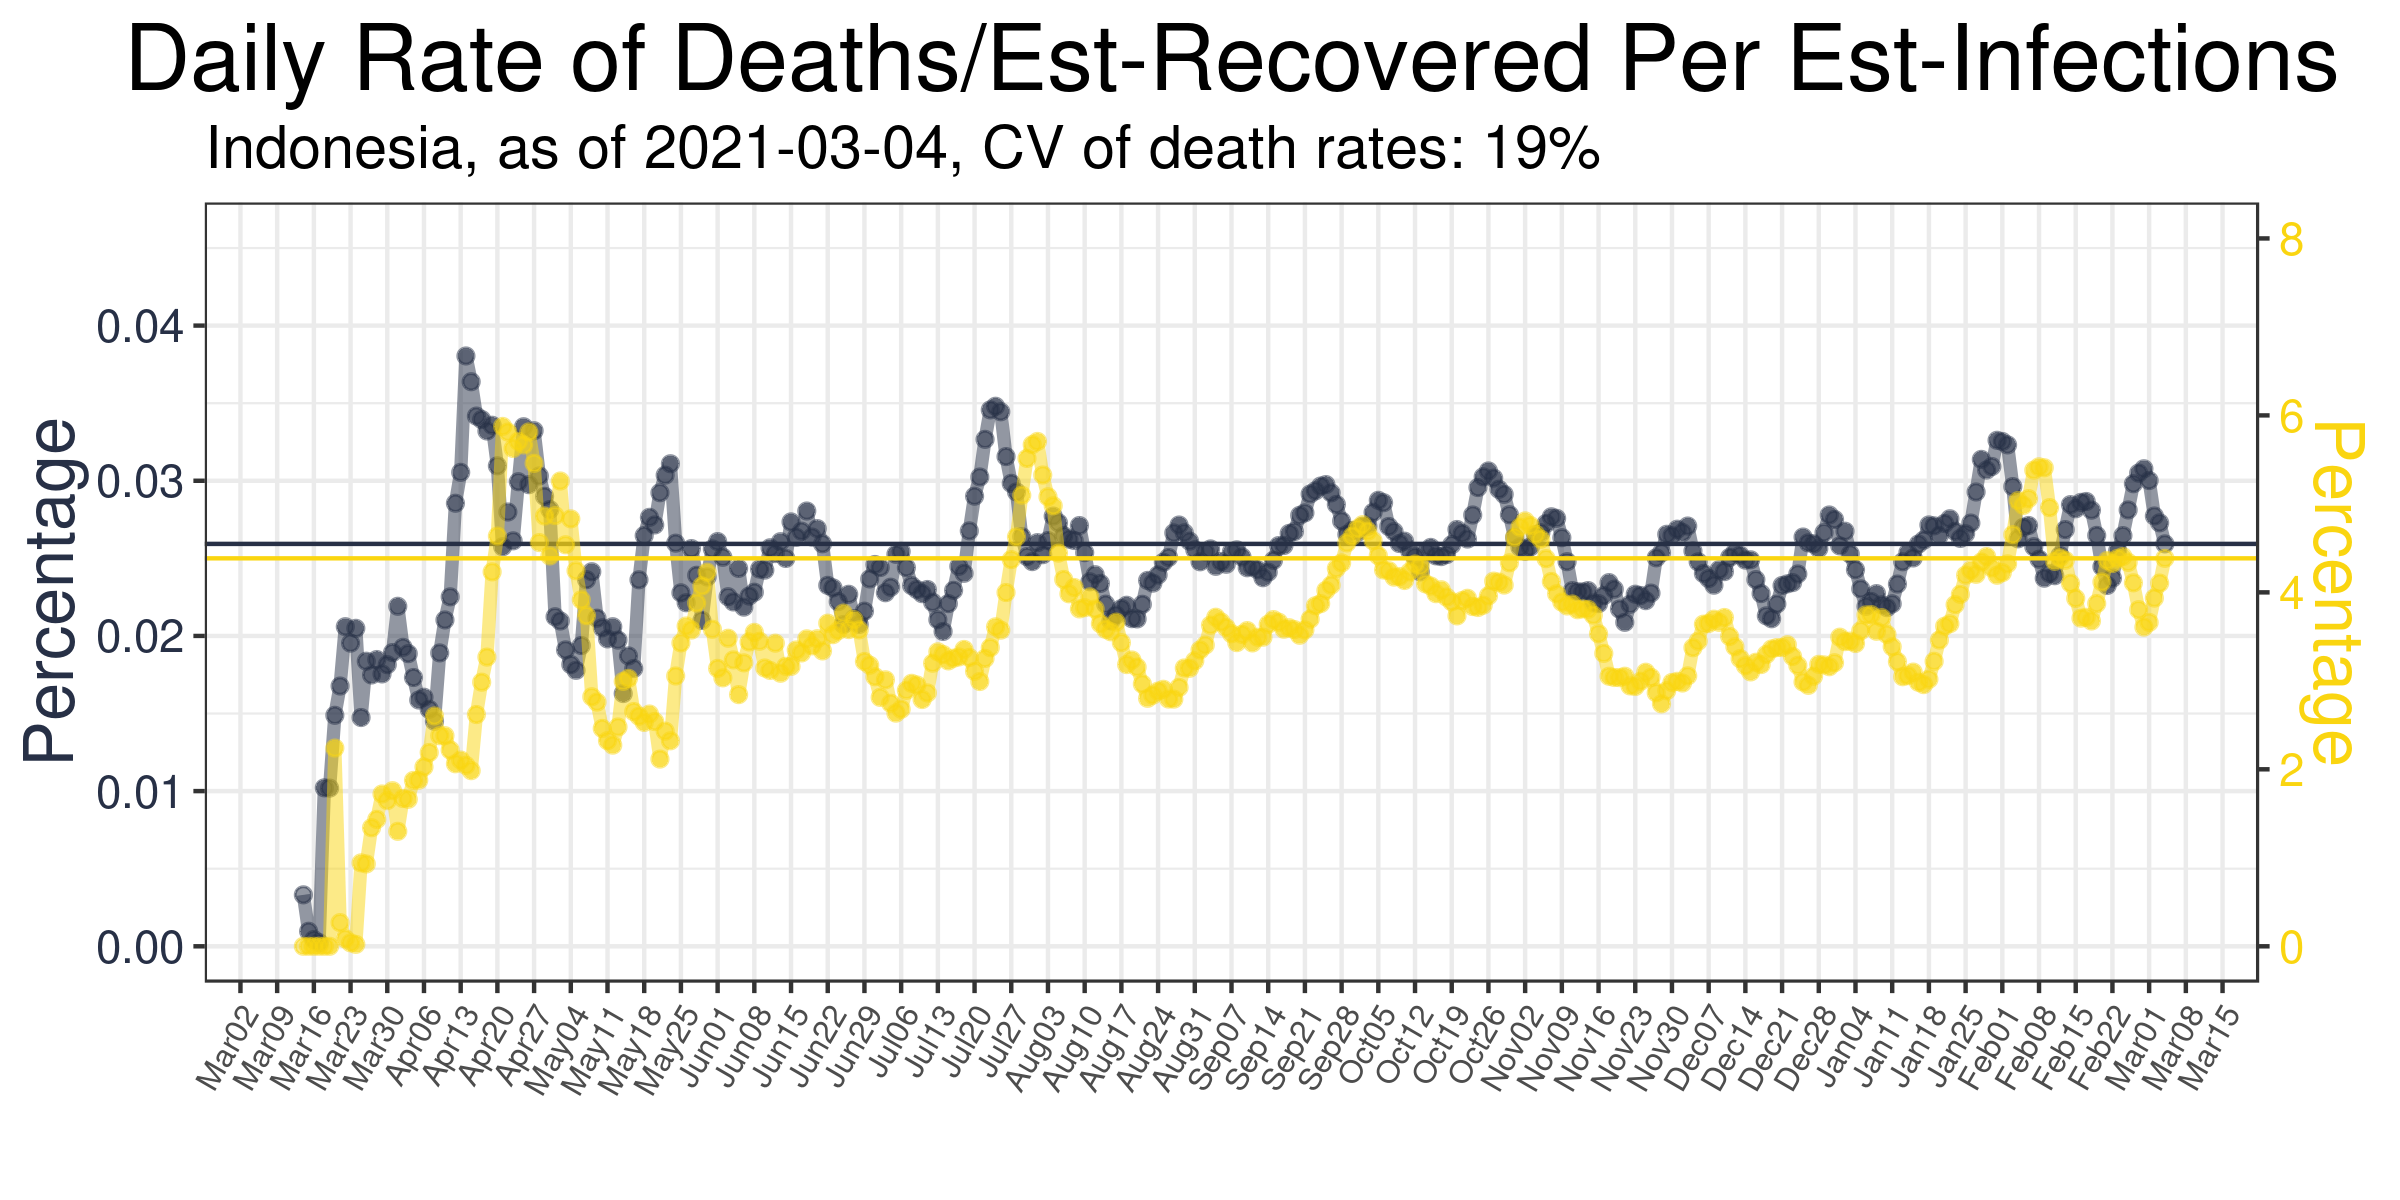 Daily Rate of Deaths/Est-Recovered Per Est-Infections
Indonesia, as of 2021-03-04, CV of death rates: 19%
Percentage
0.04
0.03
0.02
0.01
0.00
8
6
4
2
0
Percentage
Mar02
Mar09
Mar16
Mar23
Mar30
Apr06
Apr13
Apr20
Apr27
May04
May11
May18
May25
Jun01
Jun08
Jun15
Jun22
Jun29
Jul06
Jul13
Jul20
Jul27
Aug03
Aug10
Aug17
Aug24
Aug31
Sep07
Sep14
Sep21
Sep28
Oct05
Oct12
Oct19
Oct26
Nov02
Nov09
Nov16
Nov23
Nov30
Dec07
Dec14
Dec21
Dec28
Jan04
Jan11
Jan18
Jan25
Feb01
Feb08
Feb15
Feb22
Mar01
Mar08
Mar15